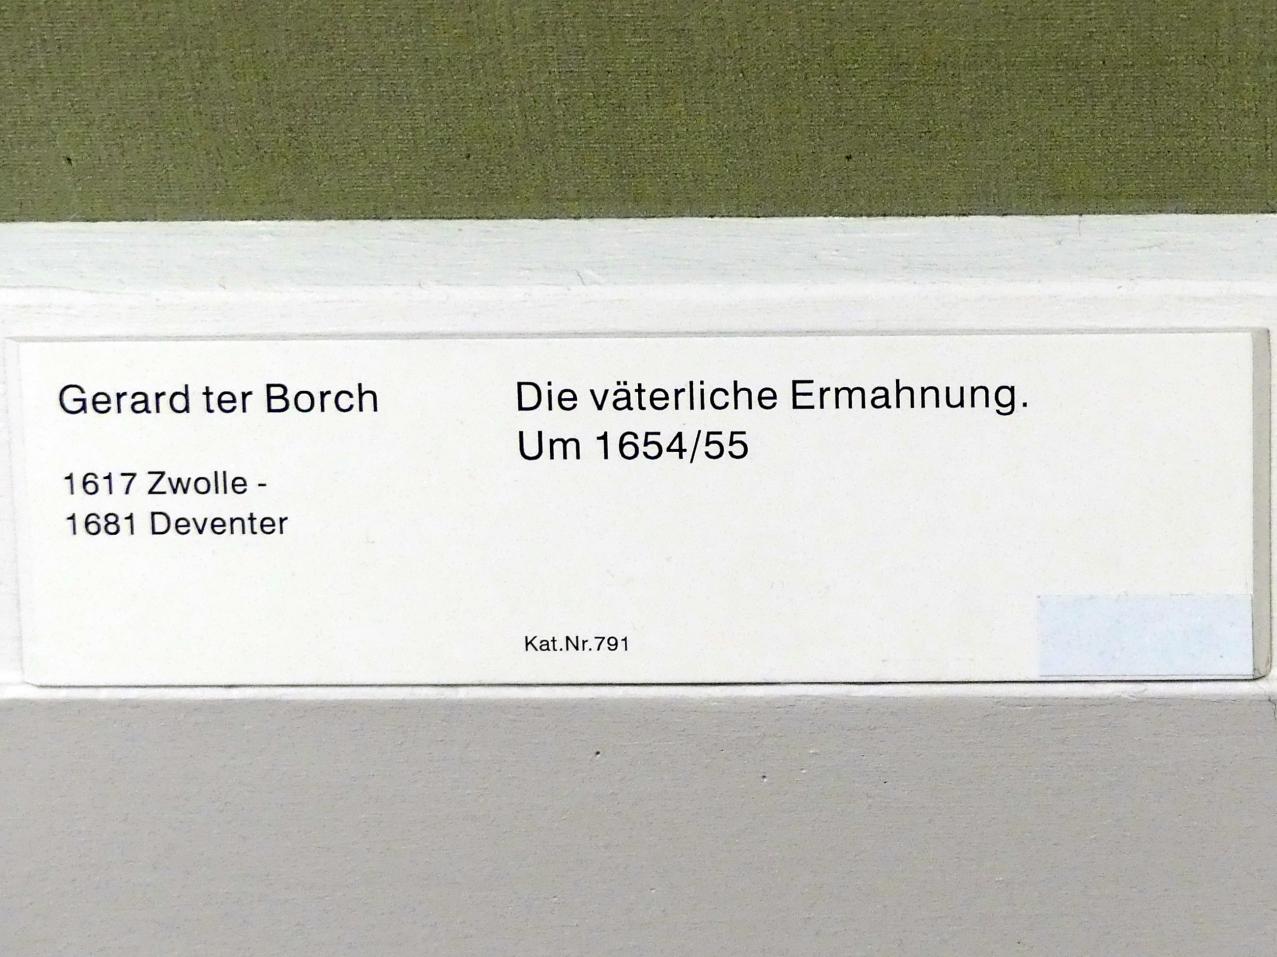 Gerard ter Borch
1617 Zwolle -
1681 Deventer
Die väterliche Ermahnung.
Um 1654/55
Kat.Nr.791